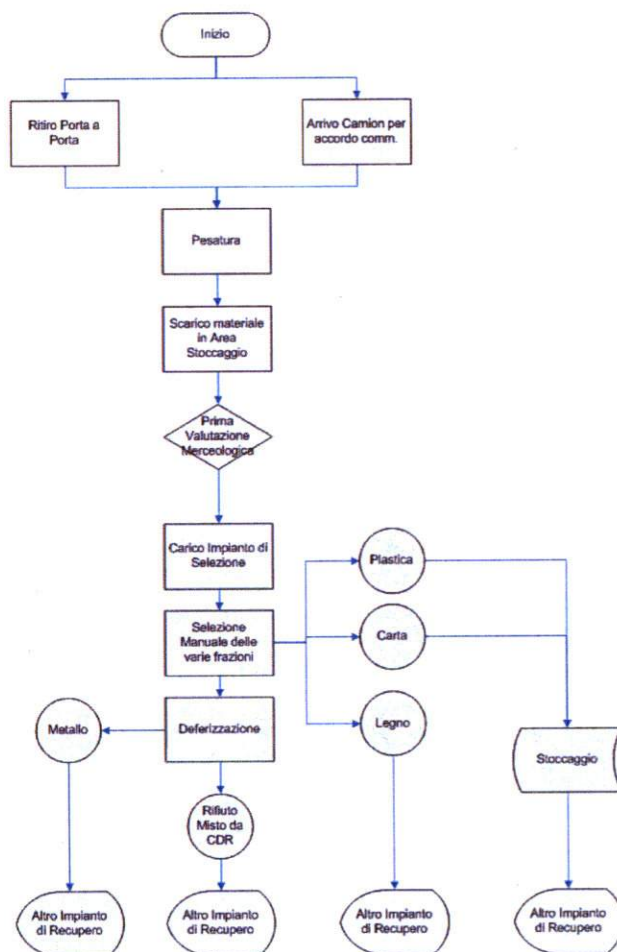 Inizio
Ritiro Porta a
Porta
Arrivo Camion per
accordo comm.
Pesatura
Scarico materiale
in Area
Stoccaggio
Prima
Valutazione
Merceologica
Carico Impianto di
Selezione
Selezione
Manuale delle
varie frazioni
Plastica
Carta
Legno
Metallo
Deferizzazione
Stoccaggio
Rifiuto
Misto da
CDR
Altro Impianto
di Recupero
Altro Impianto
di Recupero
Altro Impianto
di Recupero
Altro Impianto
di Recupero